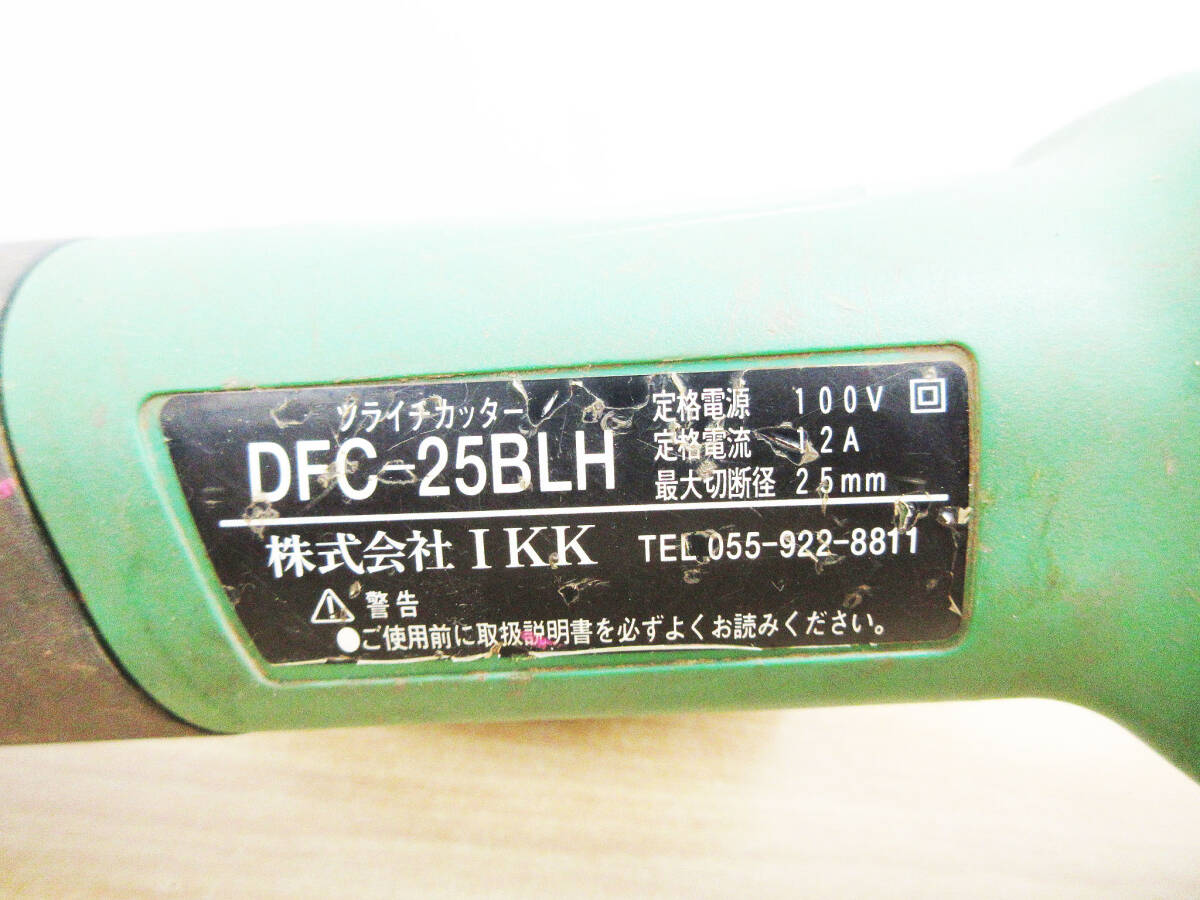 ツライチカッター
DFC-25BLH
定格電源 100V
定格電流 12A
最大切断径 25mm
株式会社IKK TEL 055-922-8811
警告
●ご使用前に取扱説明書を必ずよくお読みください。